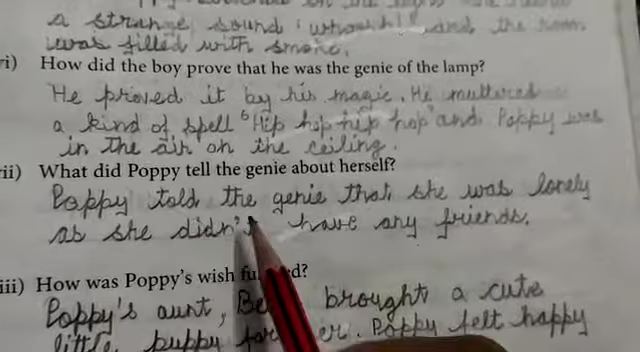 a strange sound 'whoosh!' and the room
was filled with smoke.
i) How did the boy prove that he was the genie of the lamp?
He proved it by his magic. He muttered
a kind of spell "Hip hop hip hop" and Poppy was
in the air on the ceiling.
ii) What did Poppy tell the genie about herself?
Poppy told the genie that she was lonely
as she didn't have any friends.
iii) How was Poppy's wish
Poppy's aunt, brought a cute
little puppy Poppy felt happy